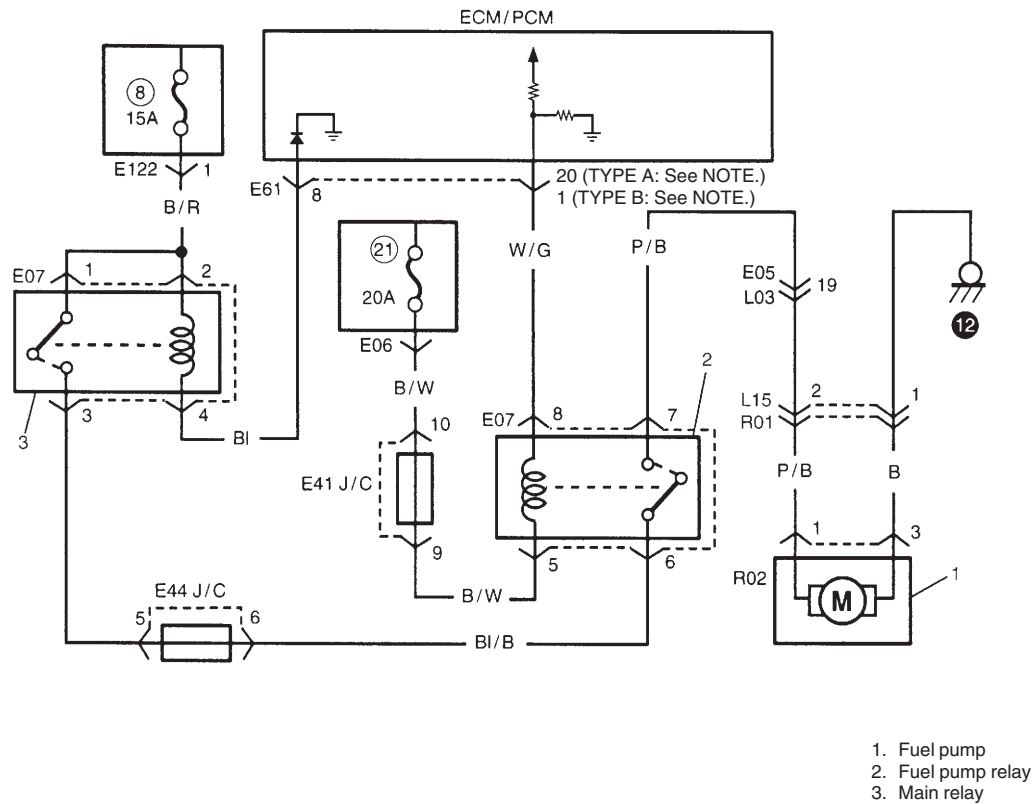 ECM/PCM
8
15A
E122 1
B/R
E61 8
20 (TYPE A: See NOTE.)
1 (TYPE B: See NOTE.)
21
20A
E06
B/W
W/G
P/B
E05
L03
19
12
E07 1 2
3 4
3
Bl
10
E41 J/C
9
B/W
E07 8 7
2
5 6
L15 2 1
R01
P/B
B
1 3
R02
M
1
E44 J/C
5 6
Bl/B
1. Fuel pump
2. Fuel pump relay
3. Main relay